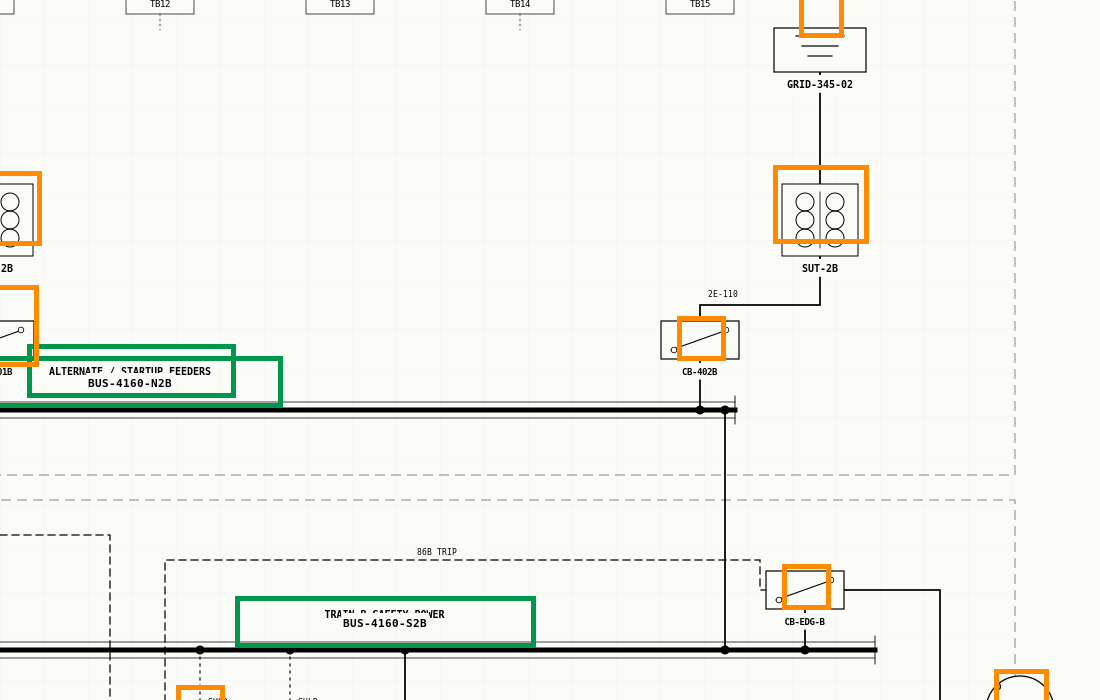 TB12
TB13
TB14
TB15
GRID-345-02
2B
SUT-2B
2E-110
01B
CB-402B
ALTERNATE / STARTUP FEEDERS
BUS-4160-N2B
86B TRIP
CB-EDG-B
TRAIN B SAFETY POWER
BUS-4160-S2B